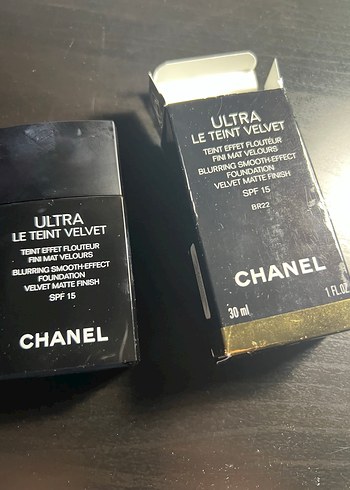 ULTRA
LE TEINT VELVET
TEINT EFFET FLOUTEUR
FINI MAT VELOURS
BLURRING SMOOTH-EFFECT
FOUNDATION
VELVET MATTE FINISH
SPF 15
CHANEL
ULTRA
LE TEINT VELVET
TEINT EFFET FLOUTEUR
FINI MAT VELOURS
BLURRING SMOOTH-EFFECT
FOUNDATION
VELVET MATTE FINISH
SPF 15
BR22
CHANEL
30 ml
1 FL.OZ